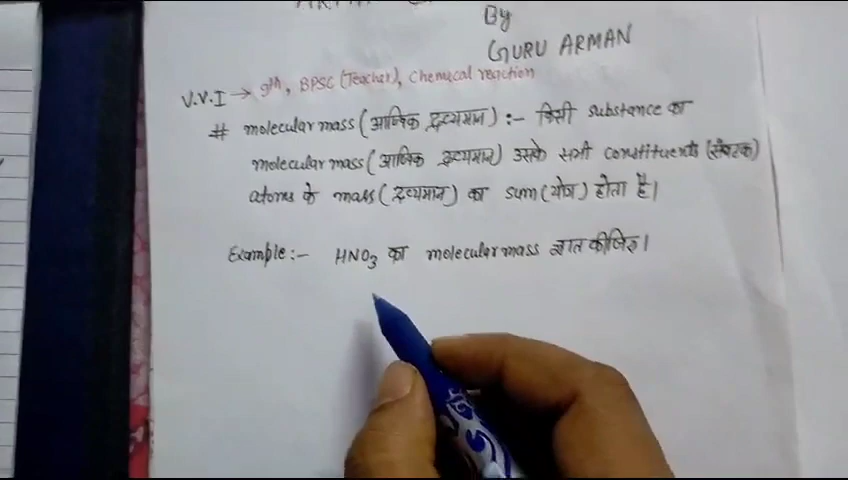 By
GURU ARMAN
V.V.I → 9th, BPSC (Teacher), Chemical reaction
# molecular mass (आण्विक द्रव्यमान) :- किसी substance का
molecular mass (आण्विक द्रव्यमान) उसके सभी constituents (संघटक)
atoms के mass (द्रव्यमान) का sum (योग) होता है।
Example :- HNO3 का molecular mass ज्ञात कीजिए।